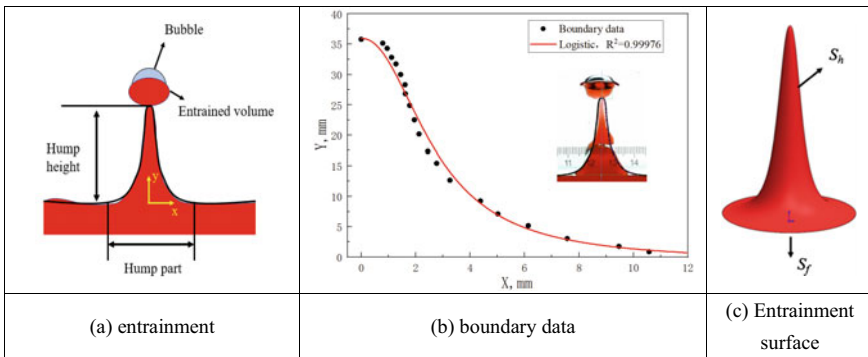 Bubble
Entrained volume
Hump
height
y
x
Hump part
40
35
30
25
20
15
10
5
0
Y, mm
Boundary data
Logistic, R²=0.99976
11
12
13
14
0
2
4
6
8
10
12
X, mm
S_h
S_f
(a) entrainment
(b) boundary data
(c) Entrainment
surface